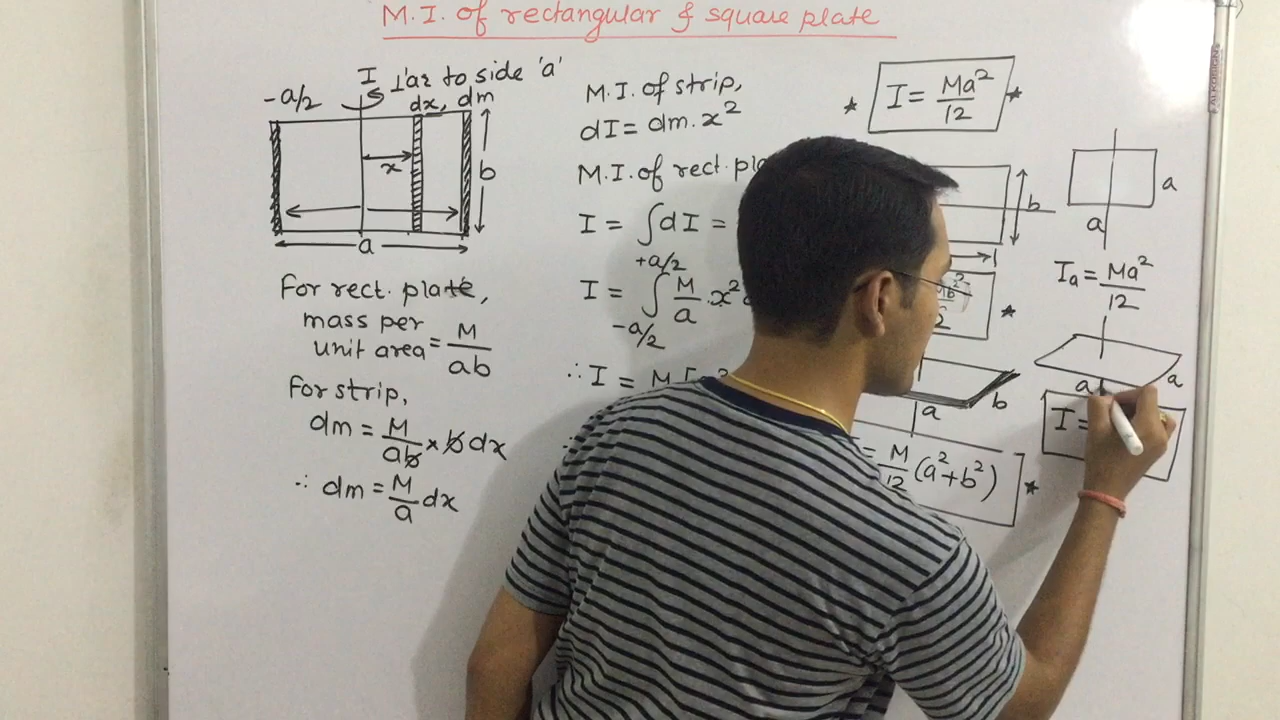 M.I. of rectangular & square plate
I ⊥'ar to side 'a'
-a/2
dx, dm
x
b
a
For rect. plate,
mass per unit area = M/ab
For strip,
dm = M/ab × b dx
∴ dm = M/a dx
M.I. of strip,
dI = dm.x²
M.I. of rect.
I = ∫dI =
+a/2
I = ∫ M/a . x²
-a/2
∴ I = M
I = Ma²/12
b
a b
M/12 (a²+b²)
a
a
Ia = Ma²/12
a a
I =